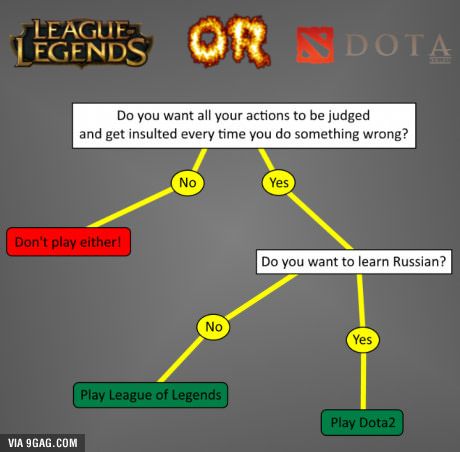 LEAGUE OF
LEGENDS
OR
DOTA
Do you want all your actions to be judged
and get insulted every time you do something wrong?
No
Yes
Don't play either!
Do you want to learn Russian?
No
Yes
Play League of Legends
Play Dota2
VIA 9GAG.COM